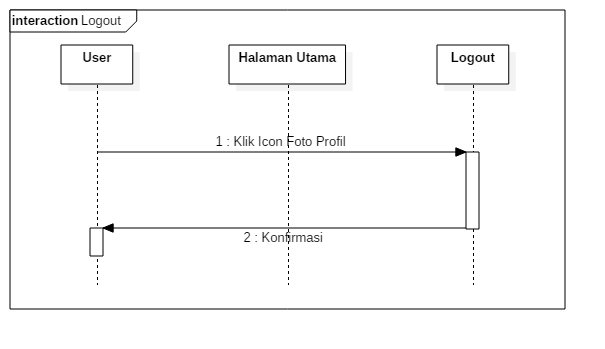 interaction Logout
User
Halaman Utama
Logout
1 : Klik Icon Foto Profil
2 : Konfirmasi